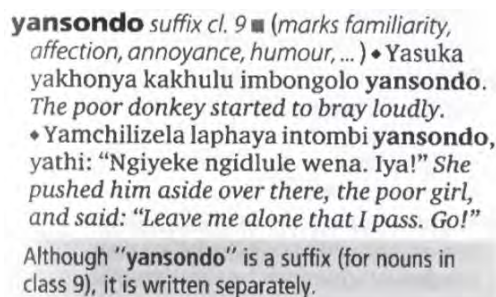 yansondo suffix cl. 9 ■ (marks familiarity,
affection, annoyance, humour, ...) ◆ Yasuka
yakhonya kakhulu imbongolo yansondo.
The poor donkey started to bray loudly.
◆ Yamchilizela laphaya intombi yansondo,
yathi: “Ngiyeke ngidlule wena. Iya!” She
pushed him aside over there, the poor girl,
and said: “Leave me alone that I pass. Go!”
Although "yansondo" is a suffix (for nouns in
class 9), it is written separately.